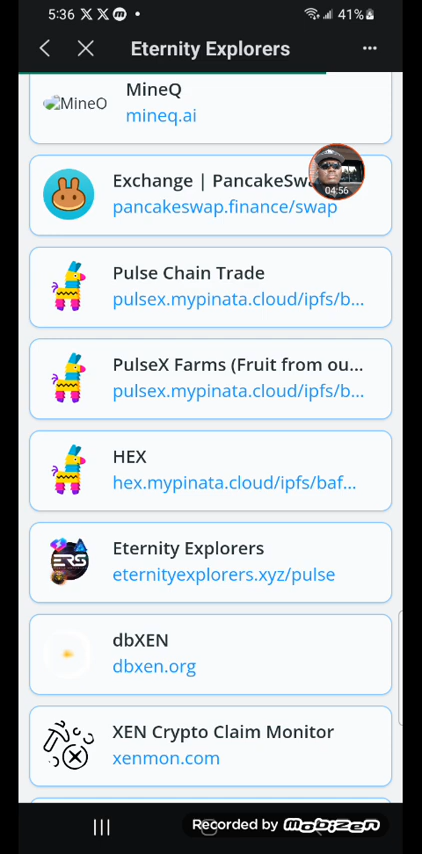 5:36
41%
Eternity Explorers
MineQ
MineQ
mineq.ai
Exchange | PancakeSw
04:56
pancakeswap.finance/swap
Pulse Chain Trade
pulsex.mypinata.cloud/ipfs/b...
PulseX Farms (Fruit from ou...
pulsex.mypinata.cloud/ipfs/b...
HEX
hex.mypinata.cloud/ipfs/baf...
Eternity Explorers
ERS
eternityexplorers.xyz/pulse
dbXEN
dbxen.org
XEN Crypto Claim Monitor
xenmon.com
Recorded by MOBIZEN